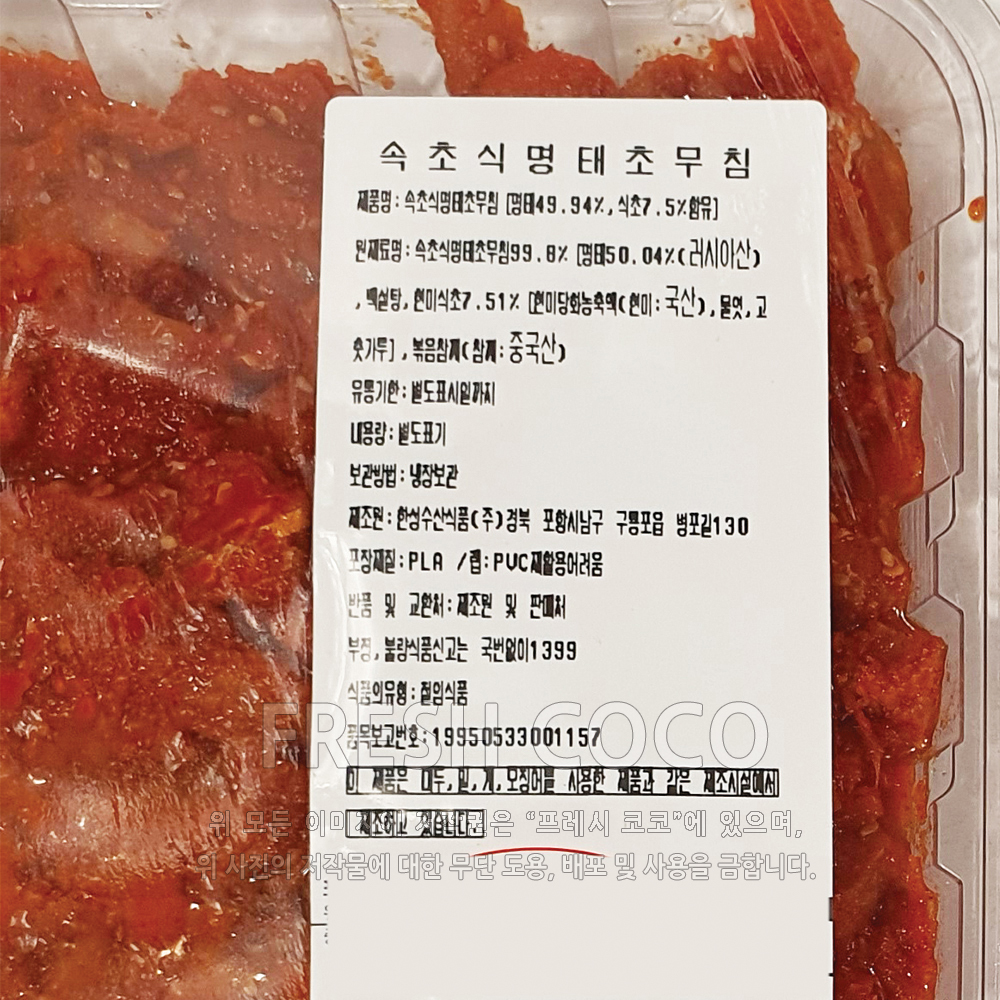 속초식명태초무침
제품명:속초식명태초무침 [명태49.94%,식초7.5%함유]
원재료명:속초식명태초무침99.8% [명태50.04%(러시아산)
,백설탕,현미식초7.51% [현미당화농축액(현미:국산),물엿,고
춧가루],볶음참깨(참깨:중국산)
유통기한:별도표시일까지
내용량:별도표기
보관방법:냉장보관
제조원:한성수산식품(주)경북 포항시남구 구룡포읍 병포길130
포장재질:PLA /랩:PVC재활용어려움
반품 및 교환처:제조원 및 판매처
부정,불량식품신고는 국번없이1399
식품의유형:절임식품
FRESH COCO
품목보고번호:19950533001157
이 제품은 대두,밀,게,오징어를 사용한 제품과 같은 제조시설에서
위 모든 이미지의 저작권은 “프레시 코코”에 있으며,
제조하고 있습니다.
위 사진의 저작물에 대한 무단 도용, 배포 및 사용을 금합니다.